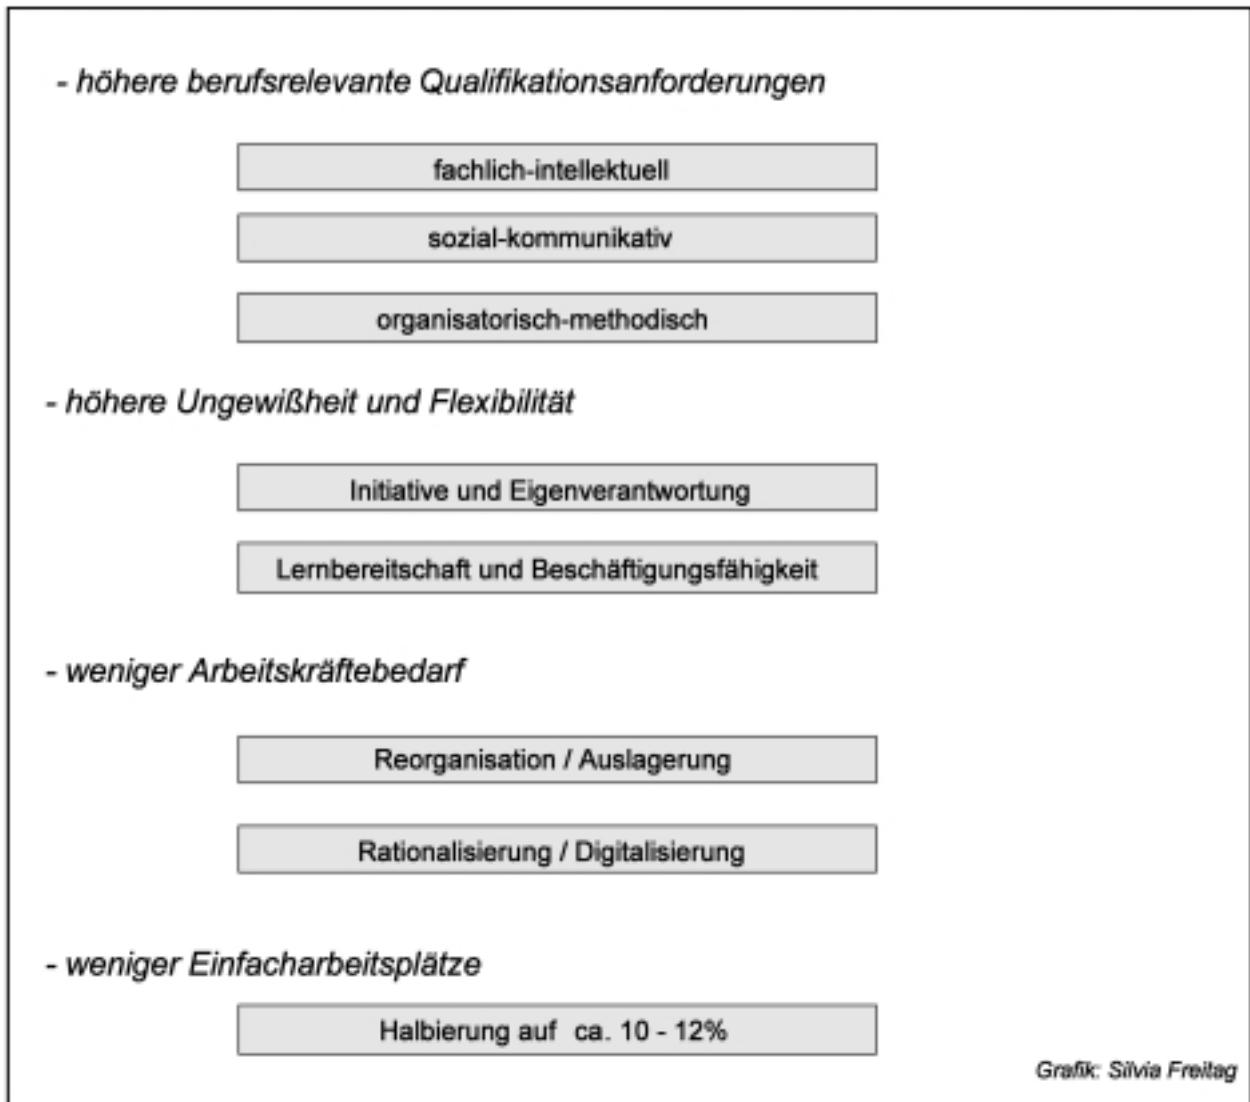 - höhere berufsrelevante Qualifikationsanforderungen
fachlich-intellektuell
sozial-kommunikativ
organisatorisch-methodisch
- höhere Ungewißheit und Flexibilität
Initiative und Eigenverantwortung
Lernbereitschaft und Beschäftigungsfähigkeit
- weniger Arbeitskräftebedarf
Reorganisation / Auslagerung
Rationalisierung / Digitalisierung
- weniger Einfacharbeitsplätze
Halbierung auf ca. 10 - 12%
Grafik: Silvia Freitag